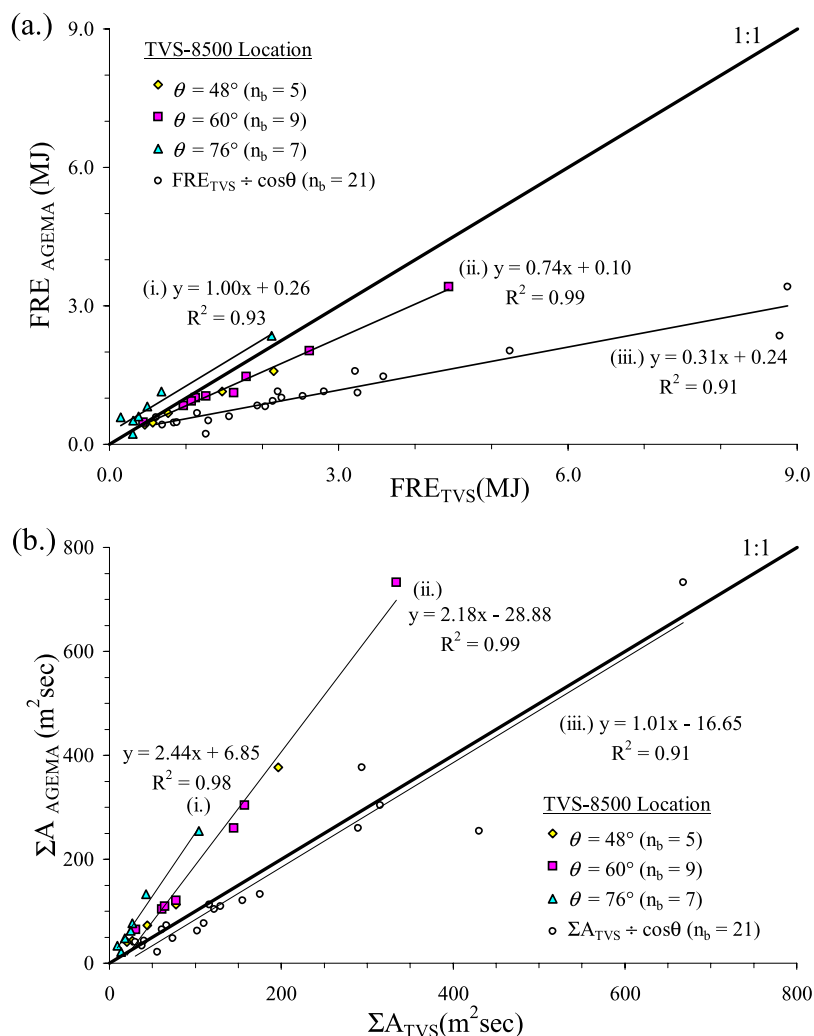 (a.)
9.0
1:1
TVS-8500 Location
θ = 48° (n_b = 5)
θ = 60° (n_b = 9)
θ = 76° (n_b = 7)
FRE_TVS ÷ cosθ (n_b = 21)
6.0
FRE AGEMA (MJ)
(i.) y = 1.00x + 0.26
R² = 0.93
(ii.) y = 0.74x + 0.10
R² = 0.99
3.0
(iii.) y = 0.31x + 0.24
R² = 0.91
0.0
0.0 3.0 6.0 9.0
FRE_TVS(MJ)
(b.)
800
1:1
(ii.)
y = 2.18x - 28.88
R² = 0.99
600
ΣA AGEMA (m²sec)
(iii.) y = 1.01x - 16.65
R² = 0.91
y = 2.44x + 6.85
R² = 0.98
(i.)
400
TVS-8500 Location
θ = 48° (n_b = 5)
θ = 60° (n_b = 9)
θ = 76° (n_b = 7)
ΣA_TVS ÷ cosθ (n_b = 21)
200
0
0 200 400 600 800
ΣA_TVS(m²sec)